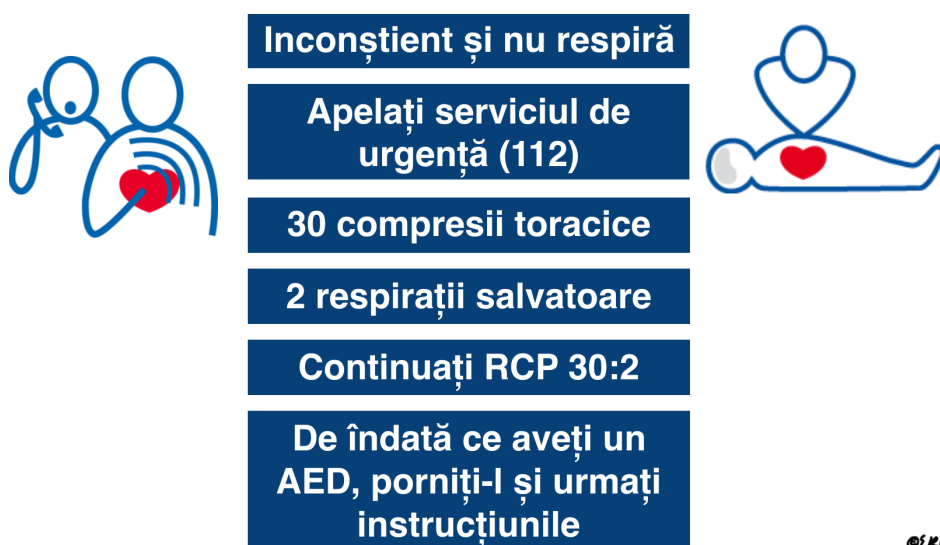 Inconștient și nu respiră
Apelați serviciul de
urgență (112)
30 compresii toracice
2 respirații salvatoare
Continuați RCP 30:2
De îndată ce aveți un
AED, porniți-l și urmați
instrucțiunile